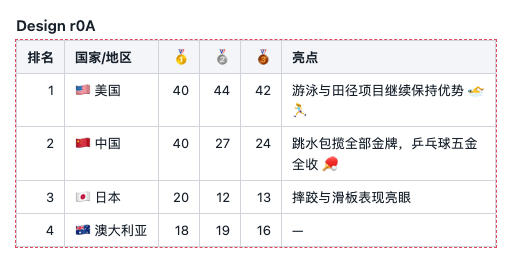 Design r0A
排名 国家/地区 🥇 🥈 🥉 亮点
1 🇺🇸 美国 40 44 42 游泳与田径项目继续保持优势 🏊
🏃
2 🇨🇳 中国 40 27 24 跳水包揽全部金牌，乒乓球五金
全收 🏓
3 🇯🇵 日本 20 12 13 摔跤与滑板表现亮眼
4 🇦🇺 澳大利亚 18 19 16 —